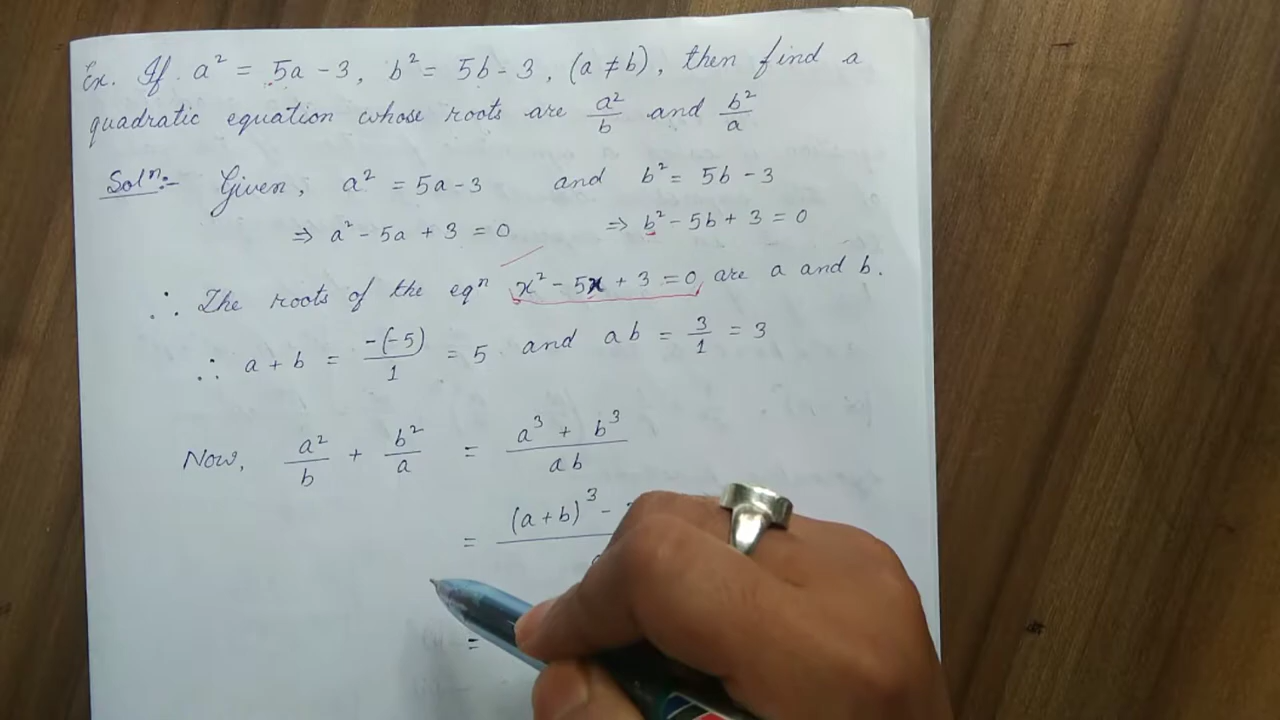 Ex. If a² = 5a - 3, b² = 5b - 3, (a ≠ b), then find a
quadratic equation whose roots are a²/b and b²/a
Solⁿ:- Given, a² = 5a - 3 and b² = 5b - 3
⇒ a² - 5a + 3 = 0 ⇒ b² - 5b + 3 = 0
∴ The roots of the eqⁿ x² - 5x + 3 = 0, are a and b.
∴ a + b = -(-5)/1 = 5 and ab = 3/1 = 3
Now, a²/b + b²/a = a³ + b³/ab
= (a+b)³ -
=